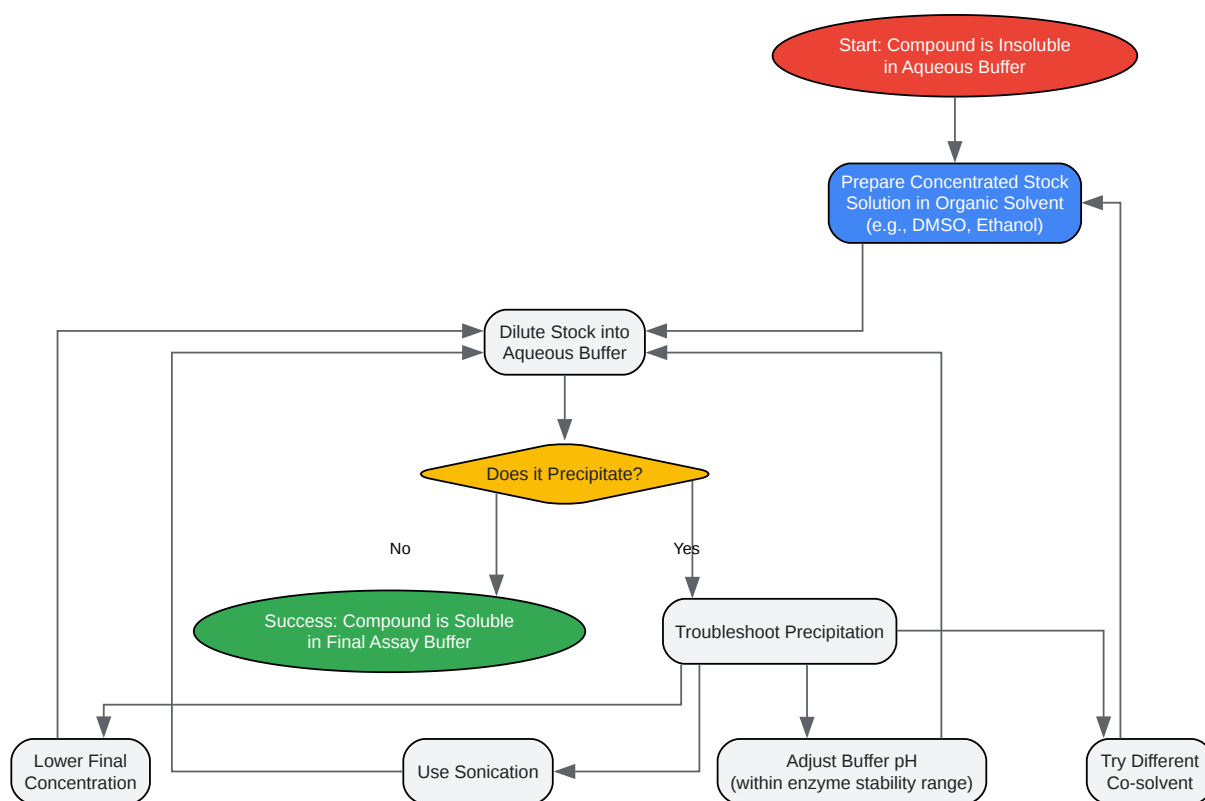 Start: Compound is Insoluble
in Aqueous Buffer
Prepare Concentrated Stock
Solution in Organic Solvent
(e.g., DMSO, Ethanol)
Dilute Stock into
Aqueous Buffer
Does it Precipitate?
No
Yes
Success: Compound is Soluble
in Final Assay Buffer
Troubleshoot Precipitation
Lower Final
Concentration
Use Sonication
Adjust Buffer pH
(within enzyme stability range)
Try Different
Co-solvent